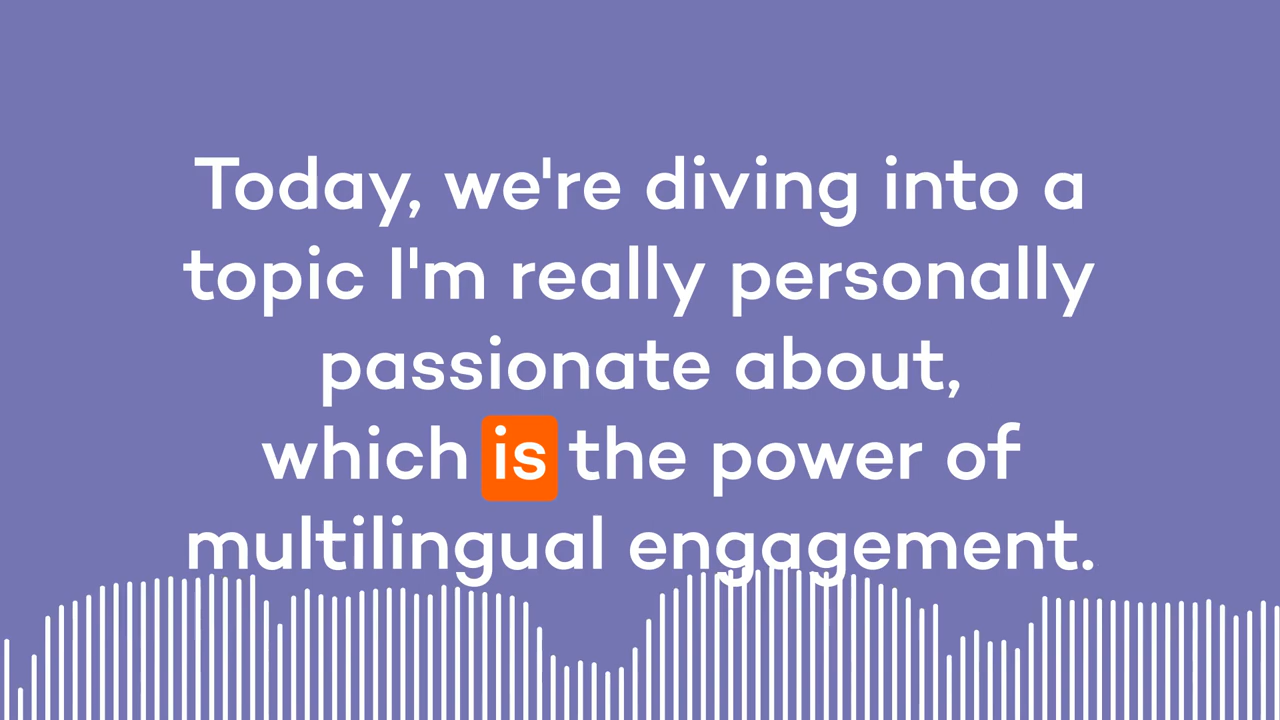 Today, we're diving into a
topic I'm really personally
passionate about,
which is the power of
multilingual engagement.